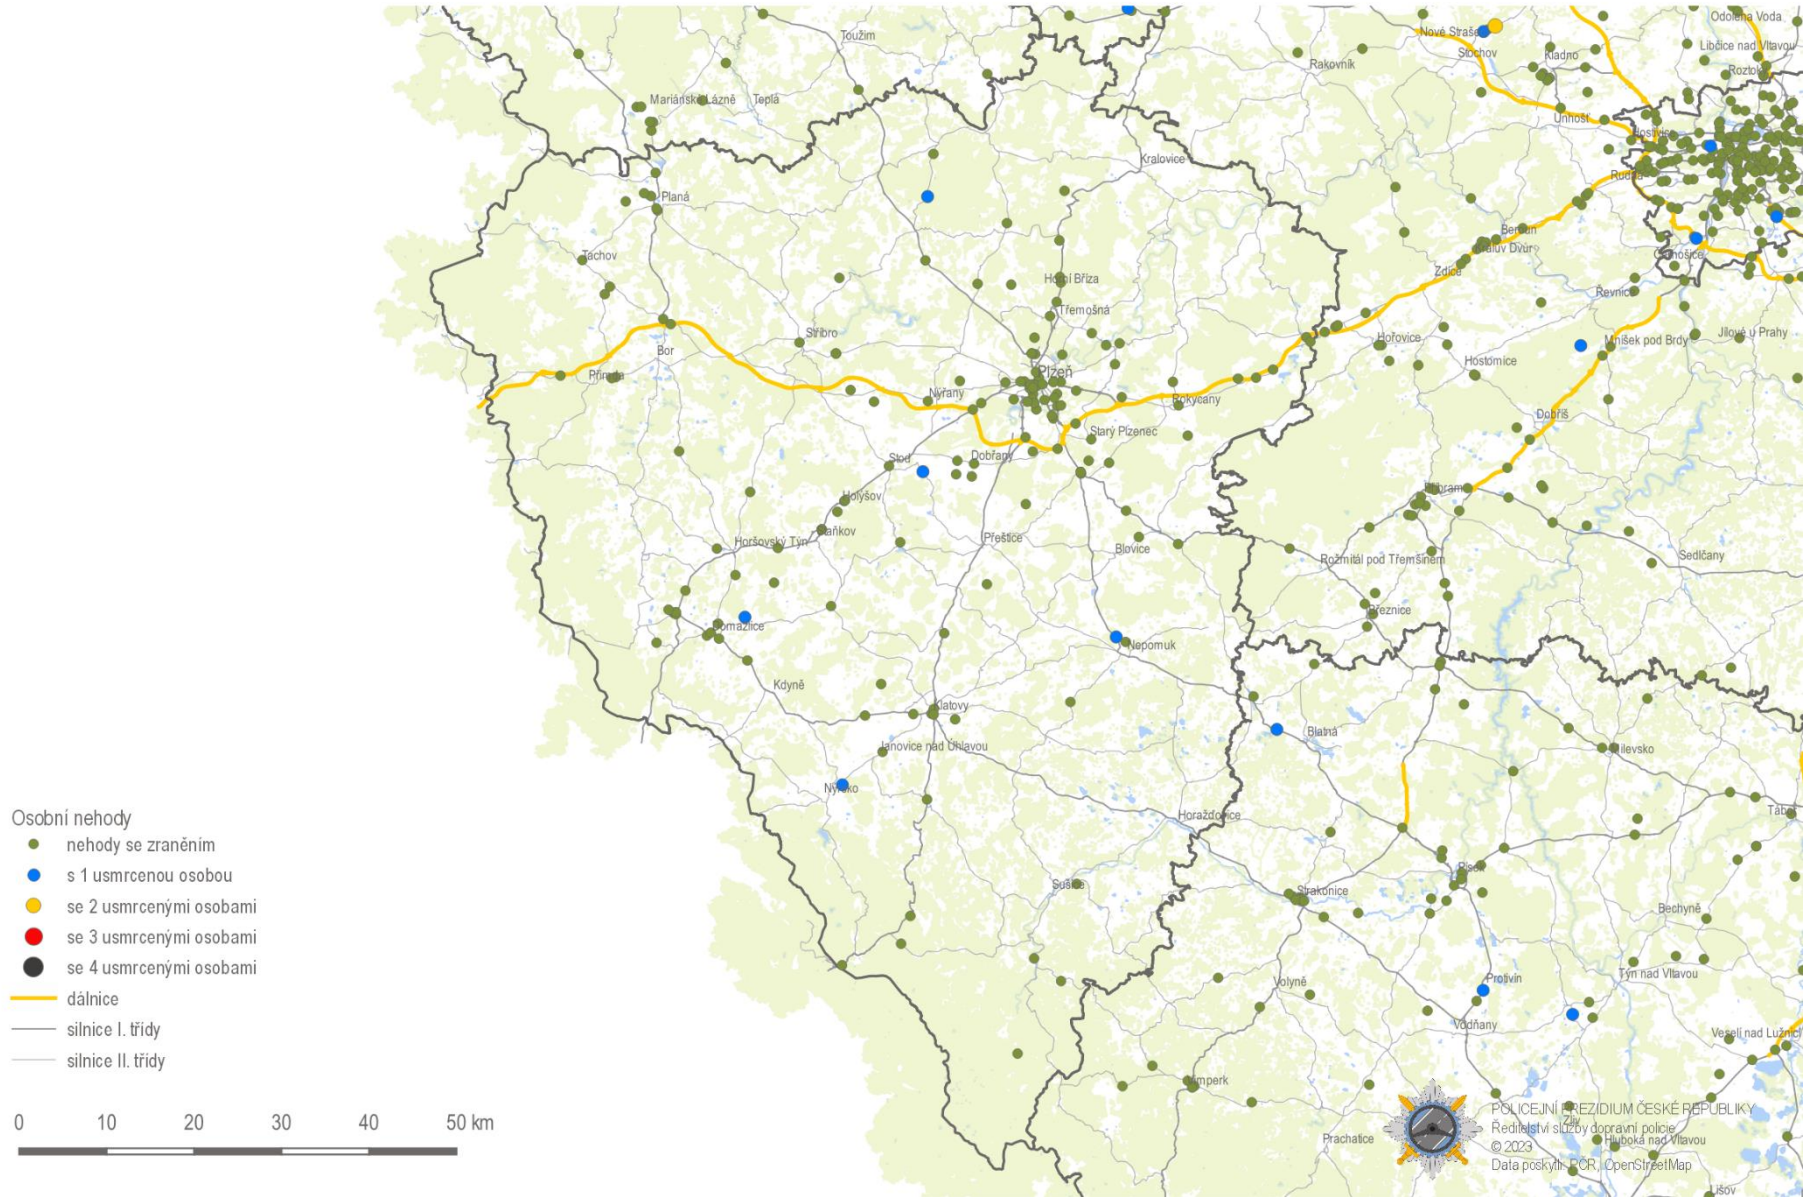 Odolena Voda
Nové Straše
Toužim
Libčice nad Vltavou
Stochov
Kladno
Rakovník
Roztoky
Mariánské Lázně
Teplá
Unhošť
Hostivice
Kralovice
Rudná
Planá
Beroun
Králův Dvůr
Tachov
Černošice
Zdice
Horní Bříza
Řevnice
Třemošná
Stříbro
Jílové u Prahy
Hořovice
Mníšek pod Brdy
Bor
Hostomice
Přimda
Plzeň
Nýřany
Rokycany
Dobříš
Starý Plzenec
Stod
Dobřany
Příbram
Holýšov
Staňkov
Horšovský Týn
Přeštice
Blovice
Sedlčany
Rožmitál pod Třemšínem
Březnice
Domažlice
Nepomuk
Kdyně
Klatovy
Blatná
Janovice nad Úhlavou
Milevsko
Nýrsko
Horažďovice
Tábor
Osobní nehody
nehody se zraněním
s 1 usmrcenou osobou
se 2 usmrcenými osobami
se 3 usmrcenými osobami
se 4 usmrcenými osobami
dálnice
silnice I. třídy
silnice II. třídy
Písek
Sušice
Strakonice
Bechyně
Týn nad Vltavou
Volyně
Protivín
Vodňany
Veselí nad Lužnicí
Vimperk
0 10 20 30 40 50 km
Prachatice
POLICEJNÍ PREZIDIUM ČESKÉ REPUBLIKY
Zliv
Ředitelství služby dopravní policie
© 2023
Hluboká nad Vltavou
Data poskytli: PČR, OpenStreetMap
Lišov